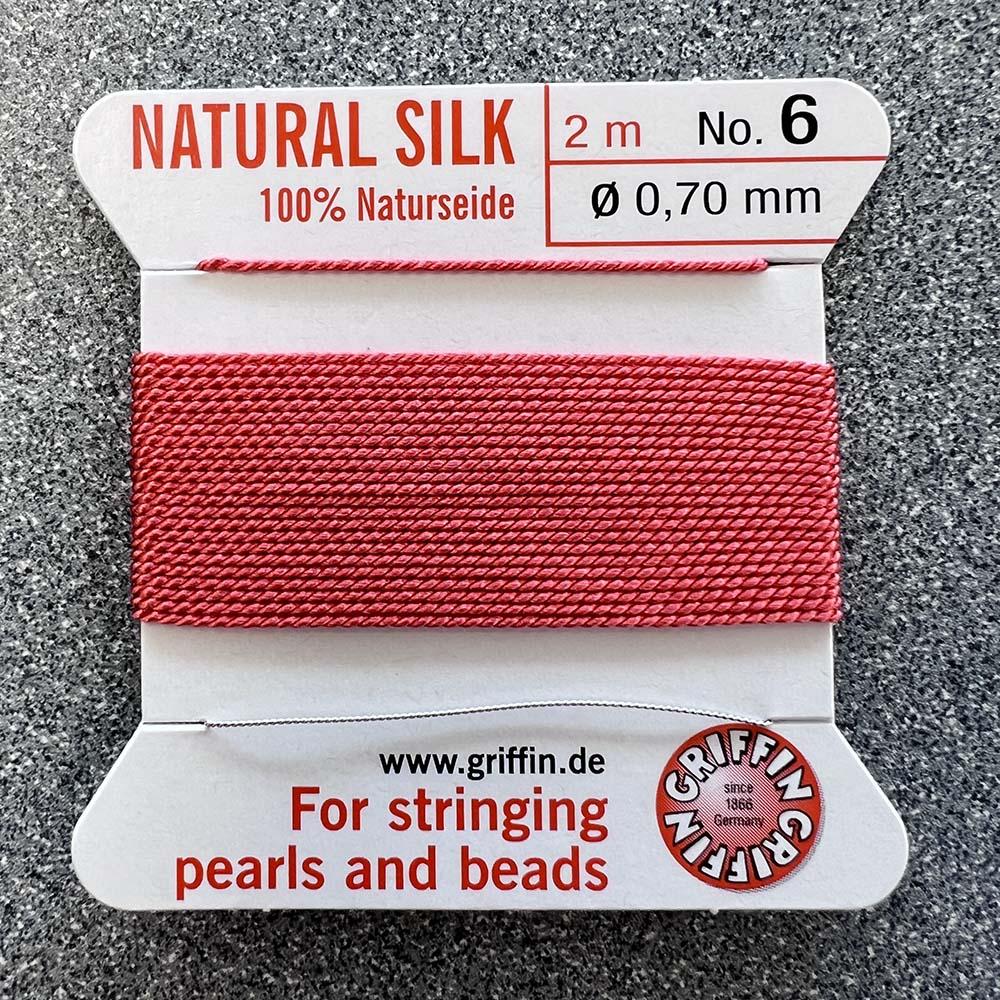 NATURAL SILK
100% Naturseide
2 m No. 6
Ø 0,70 mm
www.griffin.de
For stringing
pearls and beads
GRIFFIN GRIFFIN
since
1866
Germany